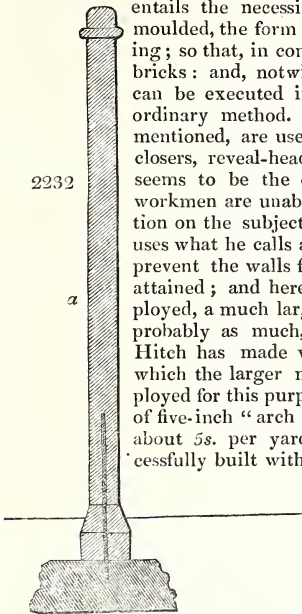 entails the necessi
moulded, the form
ing; so that, in con
bricks: and, notwi
can be executed i
ordinary method.
mentioned, are use
closers, reveal-head
seems to be the
workmen are unab
tion on the subject
uses what he calls a
prevent the walls f
attained; and here
ployed, a much lar
probably as much,
Hitch has made
which the larger
ployed for this purp
of five-inch "arch
about 5s. per yard
cessfully built with
2232
a
a